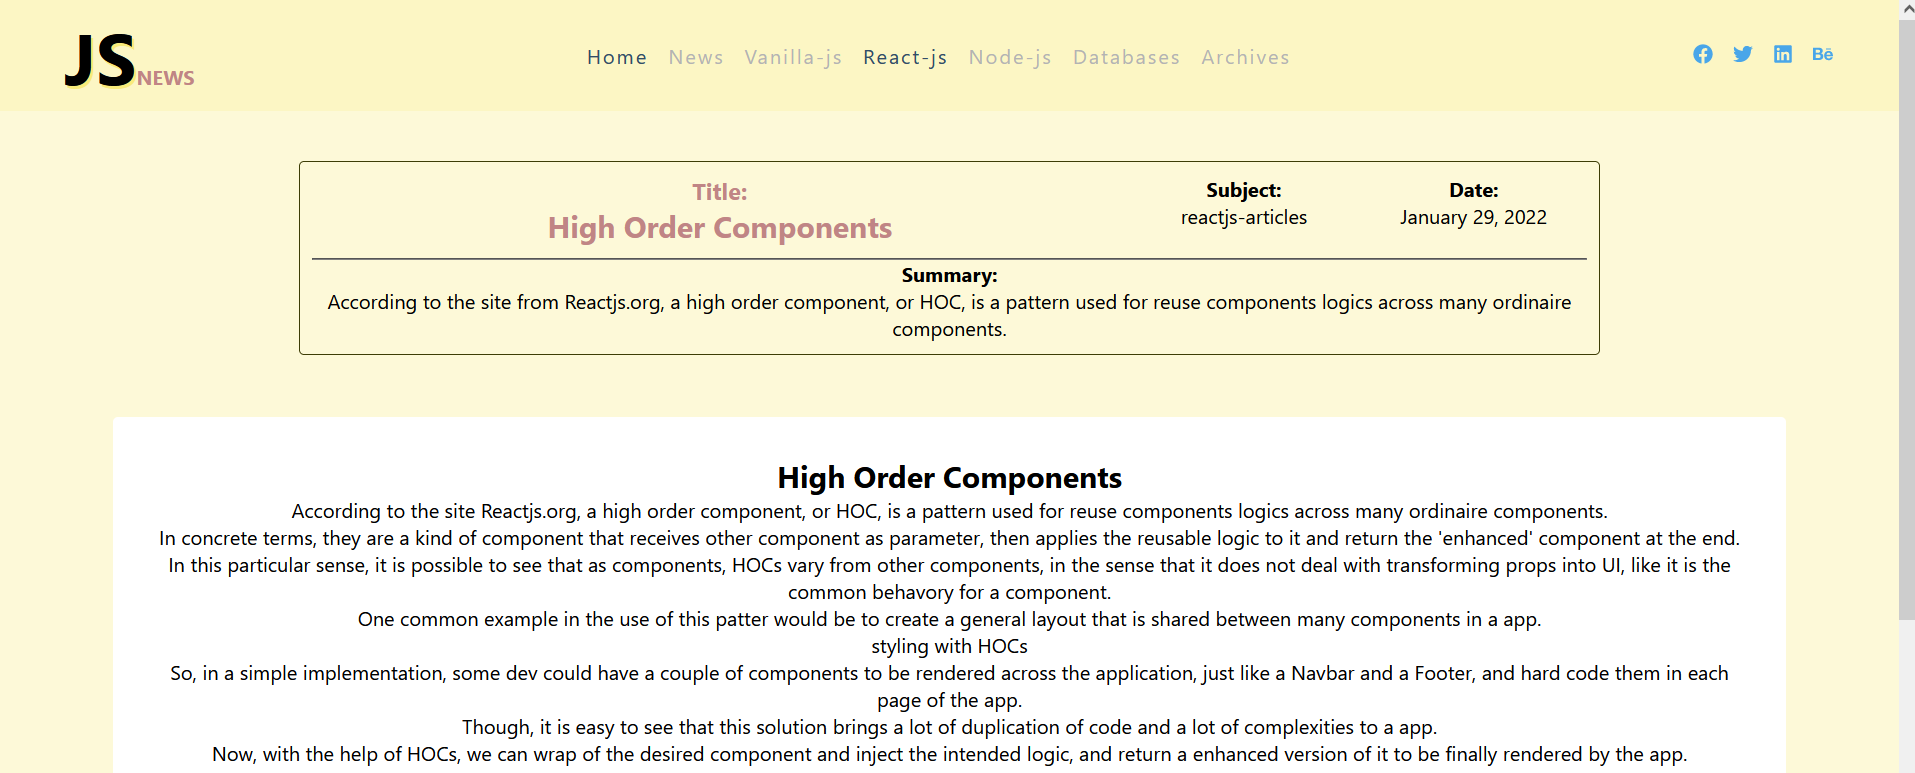 JS NEWS
Home News Vanilla-js React-js Node-js Databases Archives Bē
Title:
High Order Components
Subject:
reactjs-articles
Date:
January 29, 2022
Summary:
According to the site from Reactjs.org, a high order component, or HOC, is a pattern used for reuse components logics across many ordinaire
components.
High Order Components
According to the site Reactjs.org, a high order component, or HOC, is a pattern used for reuse components logics across many ordinaire components.
In concrete terms, they are a kind of component that receives other component as parameter, then applies the reusable logic to it and return the 'enhanced' component at the end.
In this particular sense, it is possible to see that as components, HOCs vary from other components, in the sense that it does not deal with transforming props into UI, like it is the
common behavory for a component.
One common example in the use of this patter would be to create a general layout that is shared between many components in a app.
styling with HOCs
So, in a simple implementation, some dev could have a couple of components to be rendered across the application, just like a Navbar and a Footer, and hard code them in each
page of the app.
Though, it is easy to see that this solution brings a lot of duplication of code and a lot of complexities to a app.
Now, with the help of HOCs, we can wrap of the desired component and inject the intended logic, and return a enhanced version of it to be finally rendered by the app.